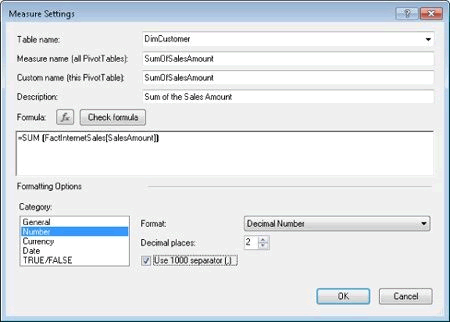 Measure Settings
Table name: DimCustomer
Measure name (all PivotTables): SumOfSalesAmount
Custom name (this PivotTable): SumOfSalesAmount
Description: Sum of the Sales Amount
Formula: fx Check formula
=SUM (FactInternetSales[SalesAmount])
Formatting Options
Category:
General
Number
Currency
Date
TRUE/FALSE
Format: Decimal Number
Decimal places: 2
Use 1000 separator (,)
OK Cancel